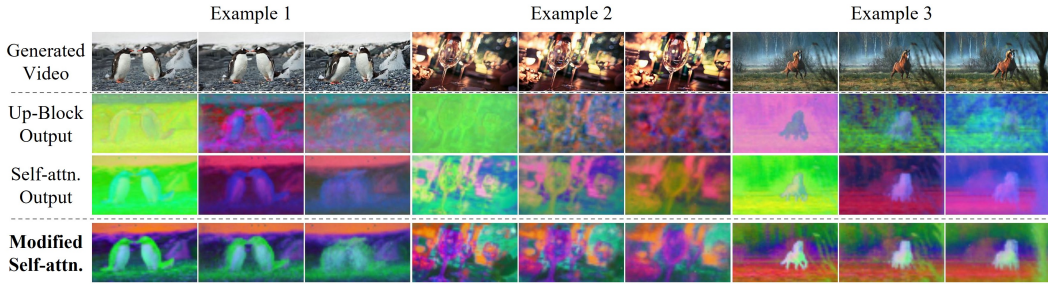 Example 1 Example 2 Example 3
Generated
Video
Up-Block
Output
Self-attn.
Output
Modified
Self-attn.